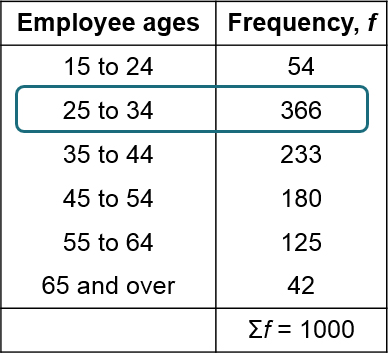 Employee ages Frequency, f
15 to 24 54
25 to 34 366
35 to 44 233
45 to 54 180
55 to 64 125
65 and over 42
Σf = 1000